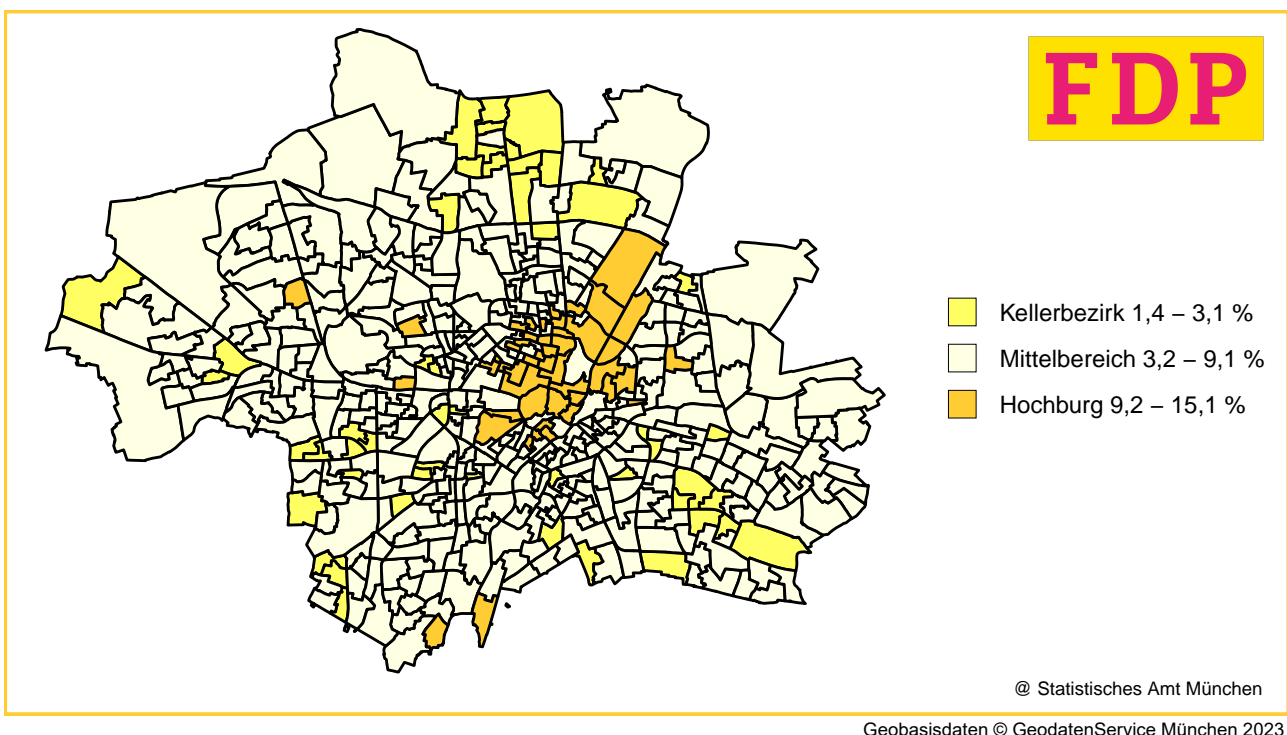 FDP
Kellerbezirk 1,4 – 3,1 %
Mittelbereich 3,2 – 9,1 %
Hochburg 9,2 – 15,1 %
@ Statistisches Amt München
Geobasisdaten © GeodatenService München 2023